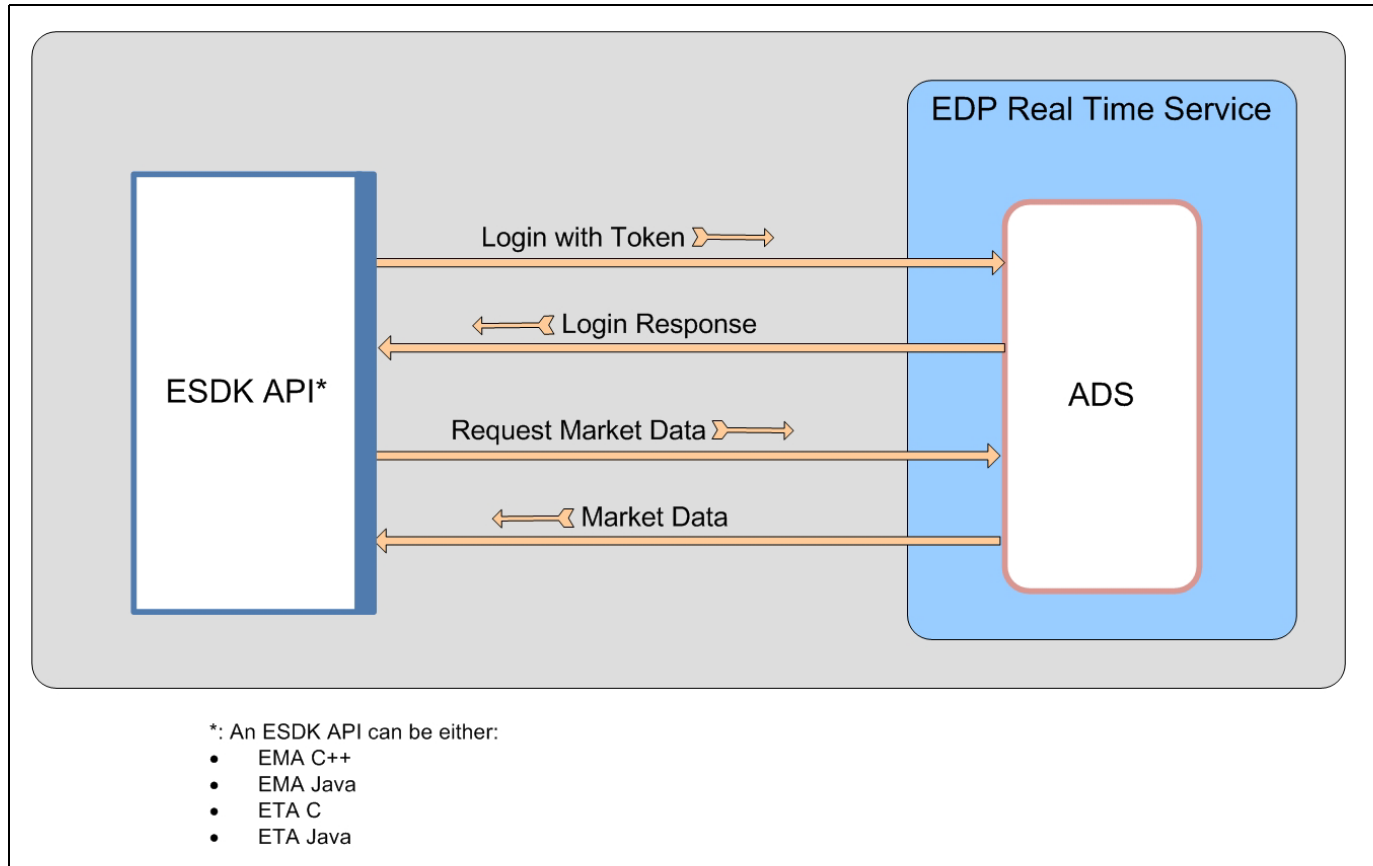 EDP Real Time Service
Login with Token
Login Response
ESDK API*
ADS
Request Market Data
Market Data
*: An ESDK API can be either:
• EMA C++
• EMA Java
• ETA C
• ETA Java